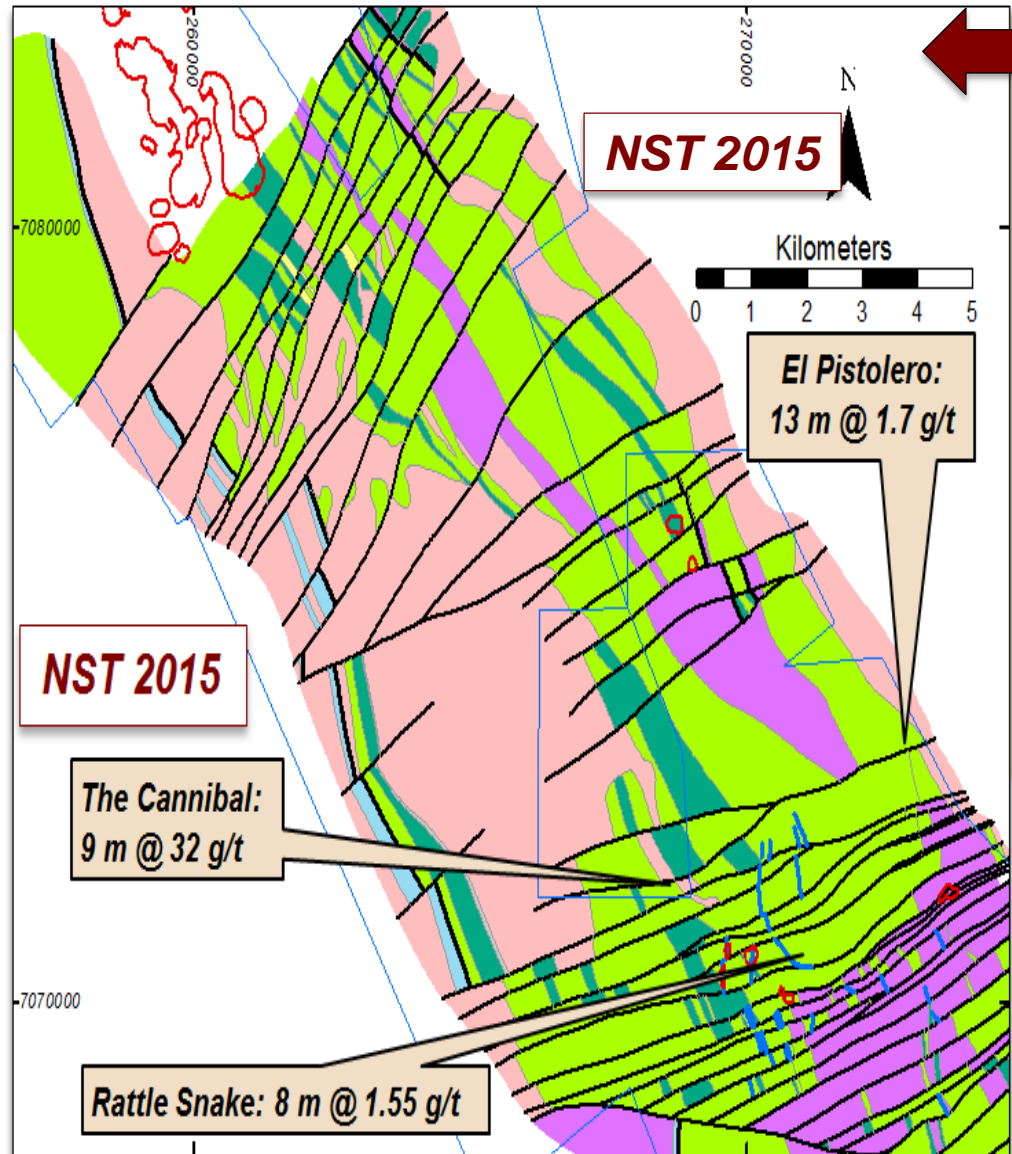 260000
270000
N
NST 2015
7080000
Kilometers
0 1 2 3 4 5
El Pistolero:
13 m @ 1.7 g/t
NST 2015
The Cannibal:
9 m @ 32 g/t
7070000
Rattle Snake: 8 m @ 1.55 g/t